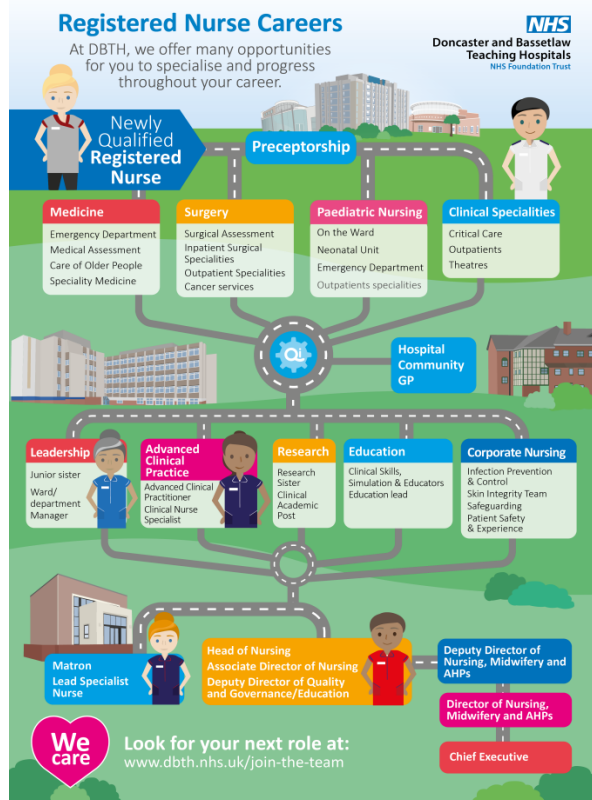 Registered Nurse Careers
At DBTH, we offer many opportunities
for you to specialise and progress
throughout your career.
NHS
Doncaster and Bassetlaw
Teaching Hospitals
NHS Foundation Trust
Newly
Qualified
Registered
Nurse
Preceptorship
Medicine
Emergency Department
Medical Assessment
Care of Older People
Speciality Medicine
Surgery
Surgical Assessment
Inpatient Surgical
Specialities
Outpatient Specialities
Cancer services
Paediatric Nursing
On the Ward
Neonatal Unit
Emergency Department
Outpatients specialities
Clinical Specialities
Critical Care
Outpatients
Theatres
Qi
Hospital
Community
GP
Leadership
Junior sister
Ward/
department
Manager
Advanced
Clinical
Practice
Advanced Clinical
Practitioner
Clinical Nurse
Specialist
Research
Research
Sister
Clinical
Academic
Post
Education
Clinical Skills,
Simulation & Educators
Education lead
Corporate Nursing
Infection Prevention
& Control
Skin Integrity Team
Safeguarding
Patient Safety
& Experience
Matron
Lead Specialist
Nurse
Head of Nursing
Associate Director of Nursing
Deputy Director of Quality
and Governance/Education
Deputy Director of
Nursing, Midwifery and
AHPs
Director of Nursing,
Midwifery and AHPs
Chief Executive
We
care
Look for your next role at:
www.dbth.nhs.uk/join-the-team